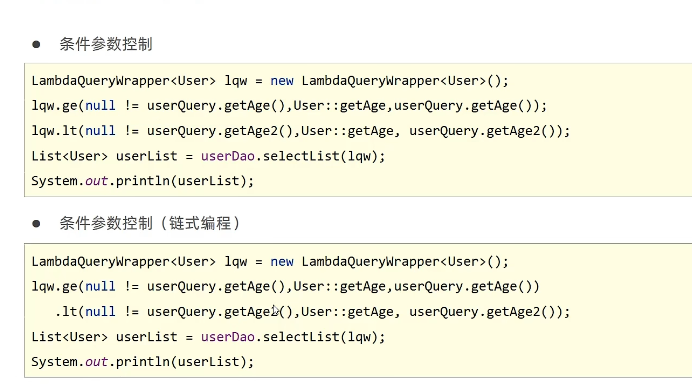 ● 条件参数控制
LambdaQueryWrapper<User> lqw = new LambdaQueryWrapper<User>();
lqw.ge(null != userQuery.getAge(),User::getAge,userQuery.getAge());
lqw.lt(null != userQuery.getAge2(),User::getAge, userQuery.getAge2());
List<User> userList = userDao.selectList(lqw);
System.out.println(userList);
● 条件参数控制（链式编程）
LambdaQueryWrapper<User> lqw = new LambdaQueryWrapper<User>();
lqw.ge(null != userQuery.getAge(),User::getAge,userQuery.getAge())
   .lt(null != userQuery.getAge2(),User::getAge, userQuery.getAge2());
List<User> userList = userDao.selectList(lqw);
System.out.println(userList);